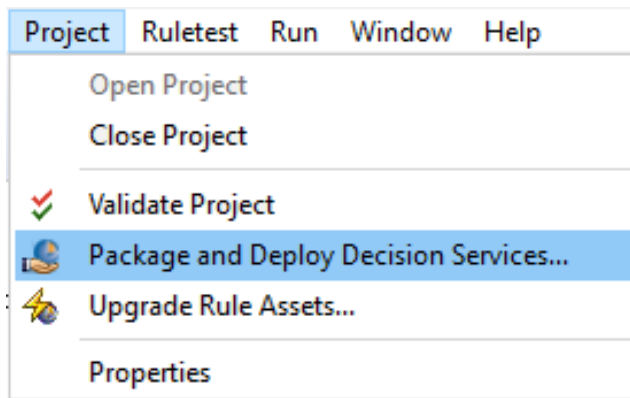 Project Ruletest Run Window Help
Open Project
Close Project
Validate Project
Package and Deploy Decision Services...
Upgrade Rule Assets...
Properties